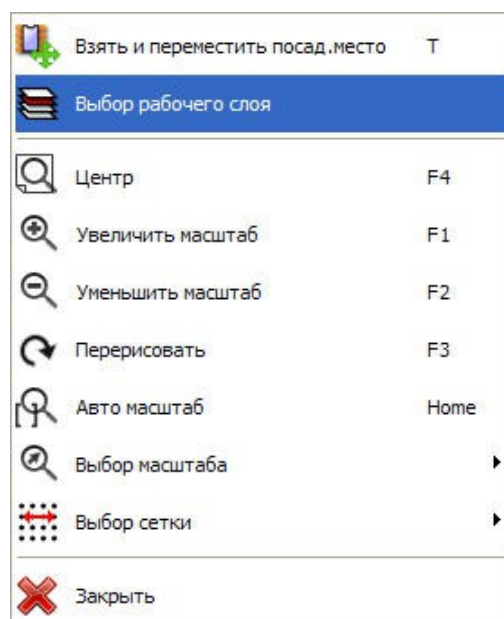 Взять и переместить посад.место T
Выбор рабочего слоя
Центр F4
Увеличить масштаб F1
Уменьшить масштаб F2
Перерисовать F3
Авто масштаб Home
Выбор масштаба
Выбор сетки
Закрыть